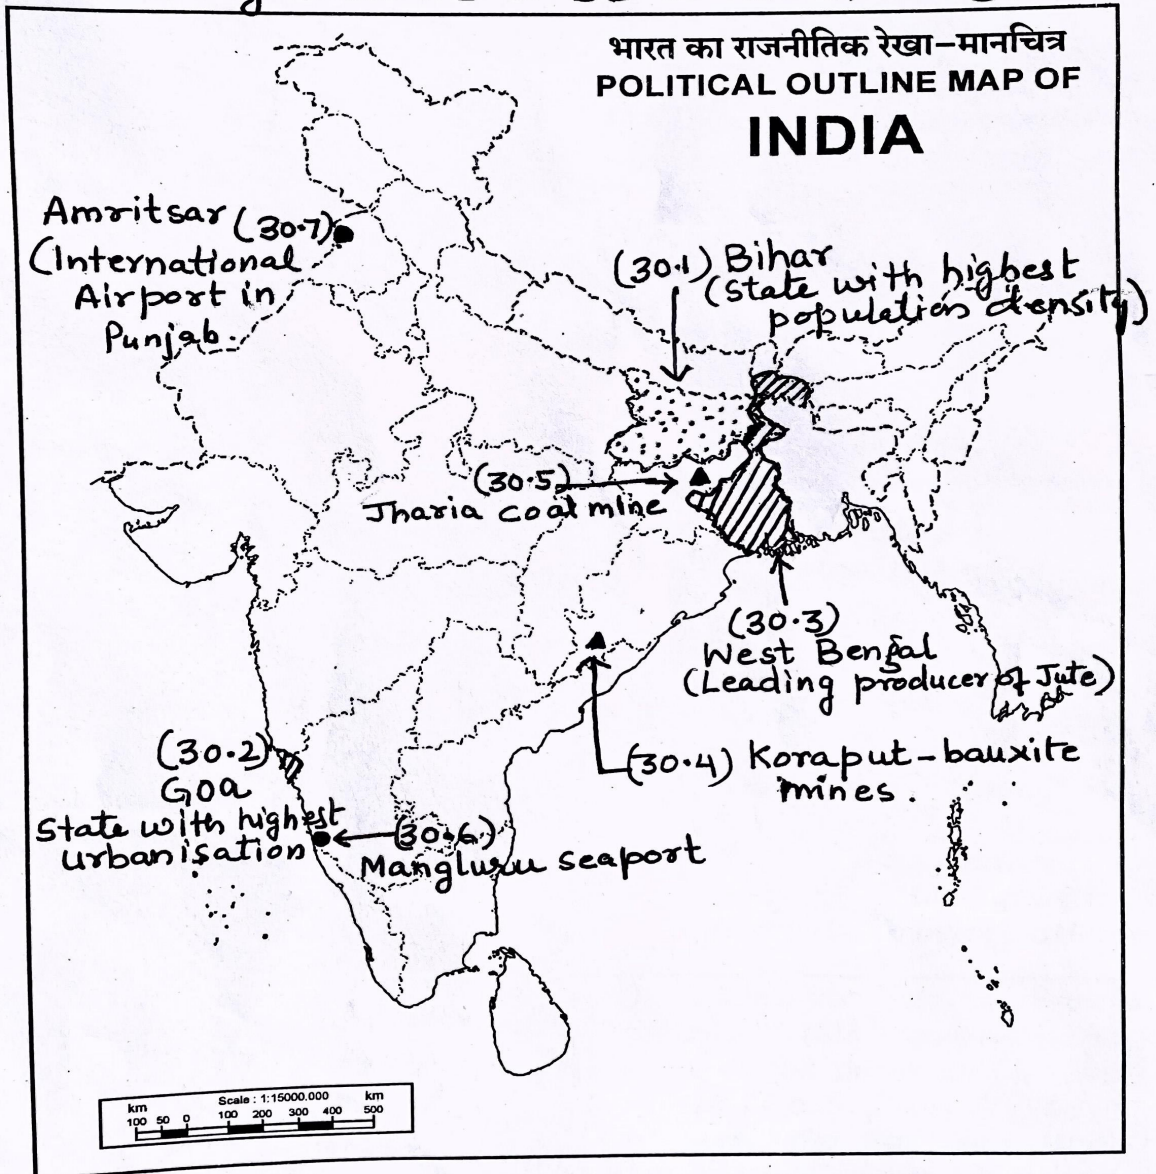 भारत का राजनीतिक रेखा-मानचित्र
POLITICAL OUTLINE MAP OF
INDIA
Amritsar (30.7)
(International
Airport in
Punjab.
(30.1) Bihar
(State with highest
population density)
(30.5)
Jharia coal mine
(30.3)
West Bengal
(Leading producer of Jute)
(30.4) Koraput-bauxite
mines.
(30.2)
Goa
State with highest
urbanisation
(30.6)
Mangluru seaport
Scale : 1:15000.000
km km
100 50 0 100 200 300 400 500